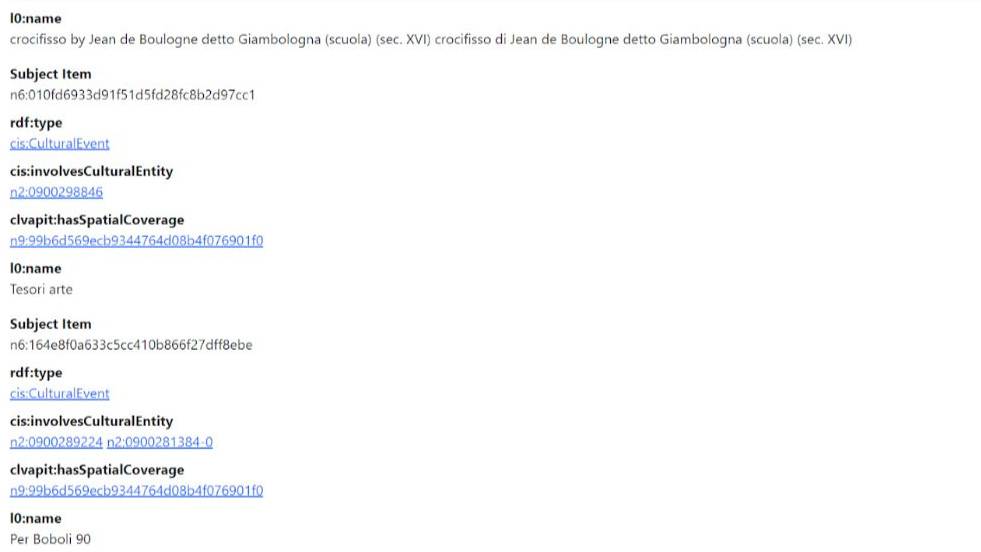 l0:name
crocifisso by Jean de Boulogne detto Giambologna (scuola) (sec. XVI) crocifisso di Jean de Boulogne detto Giambologna (scuola) (sec. XVI)
Subject Item
n6:010fd6933d91f51d5fd28fc8b2d97cc1
rdf:type
cis:CulturalEvent
cis:involvesCulturalEntity
n2:0900298846
clvapit:hasSpatialCoverage
n9:99b6d569ecb9344764d08b4f076901f0
l0:name
Tesori arte
Subject Item
n6:164e8f0a633c5cc410b866f27dff8ebe
rdf:type
cis:CulturalEvent
cis:involvesCulturalEntity
n2:0900289224 n2:0900281384-0
clvapit:hasSpatialCoverage
n9:99b6d569ecb9344764d08b4f076901f0
l0:name
Per Boboli 90